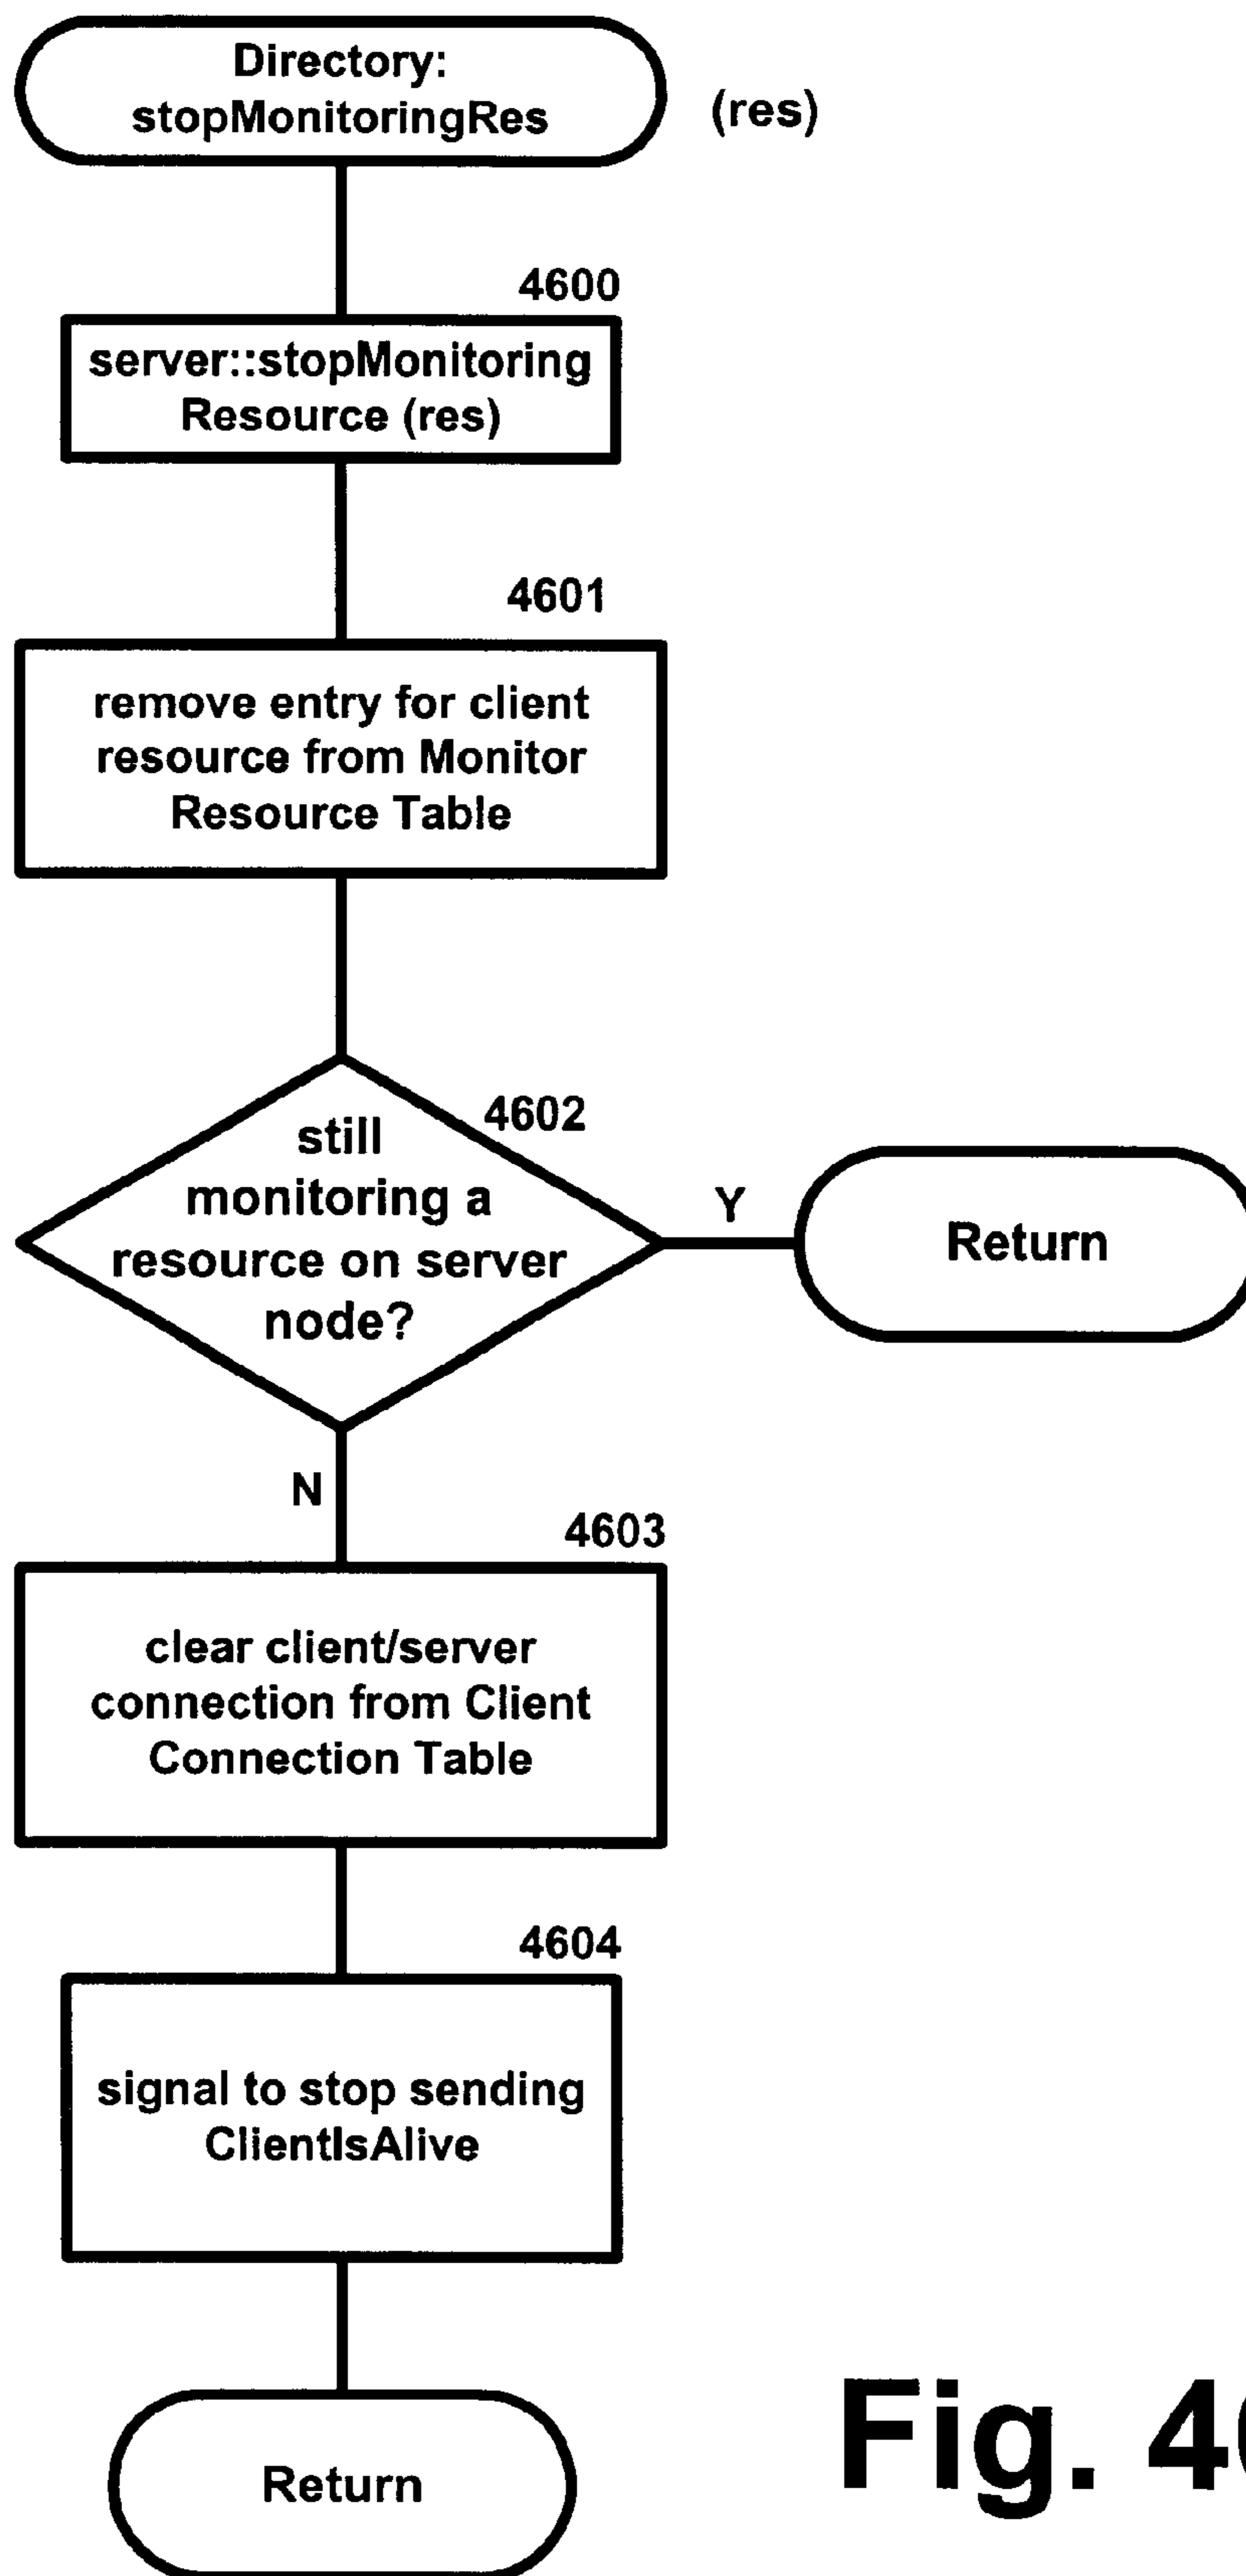 Directory:
stopMonitoringRes
(res)
4600
server::stopMonitoring
Resource (res)
4601
remove entry for client
resource from Monitor
Resource Table
4602
still
monitoring a
resource on server
node?
Y
Return
N
4603
clear client/server
connection from Client
Connection Table
4604
signal to stop sending
ClientIsAlive
Return
Fig.